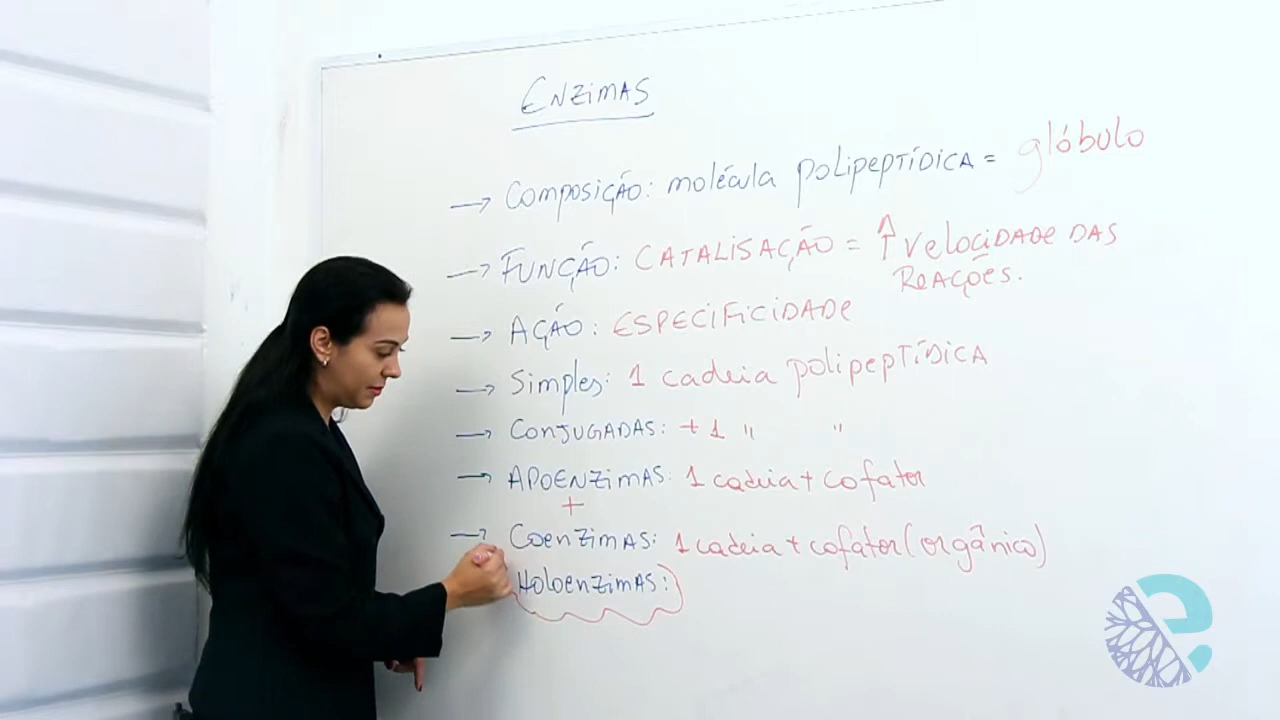 ENZIMAS
→ COMPOSIÇÃO: molécula POLIPEPTÍDICA = glóbulo
→ FUNÇÃO: CATALISAÇÃO = ↑ VELOCIDADE DAS
REAÇÕES.
→ AÇÃO: ESPECIFICIDADE
→ Simples: 1 cadeia polipeptídica
→ CONJUGADAS: + 1 " "
→ APOENZIMAS: 1 cadeia + cofator
+
→ COENZIMAS: 1 cadeia + cofator (orgânico)
HOLOENZIMAS: